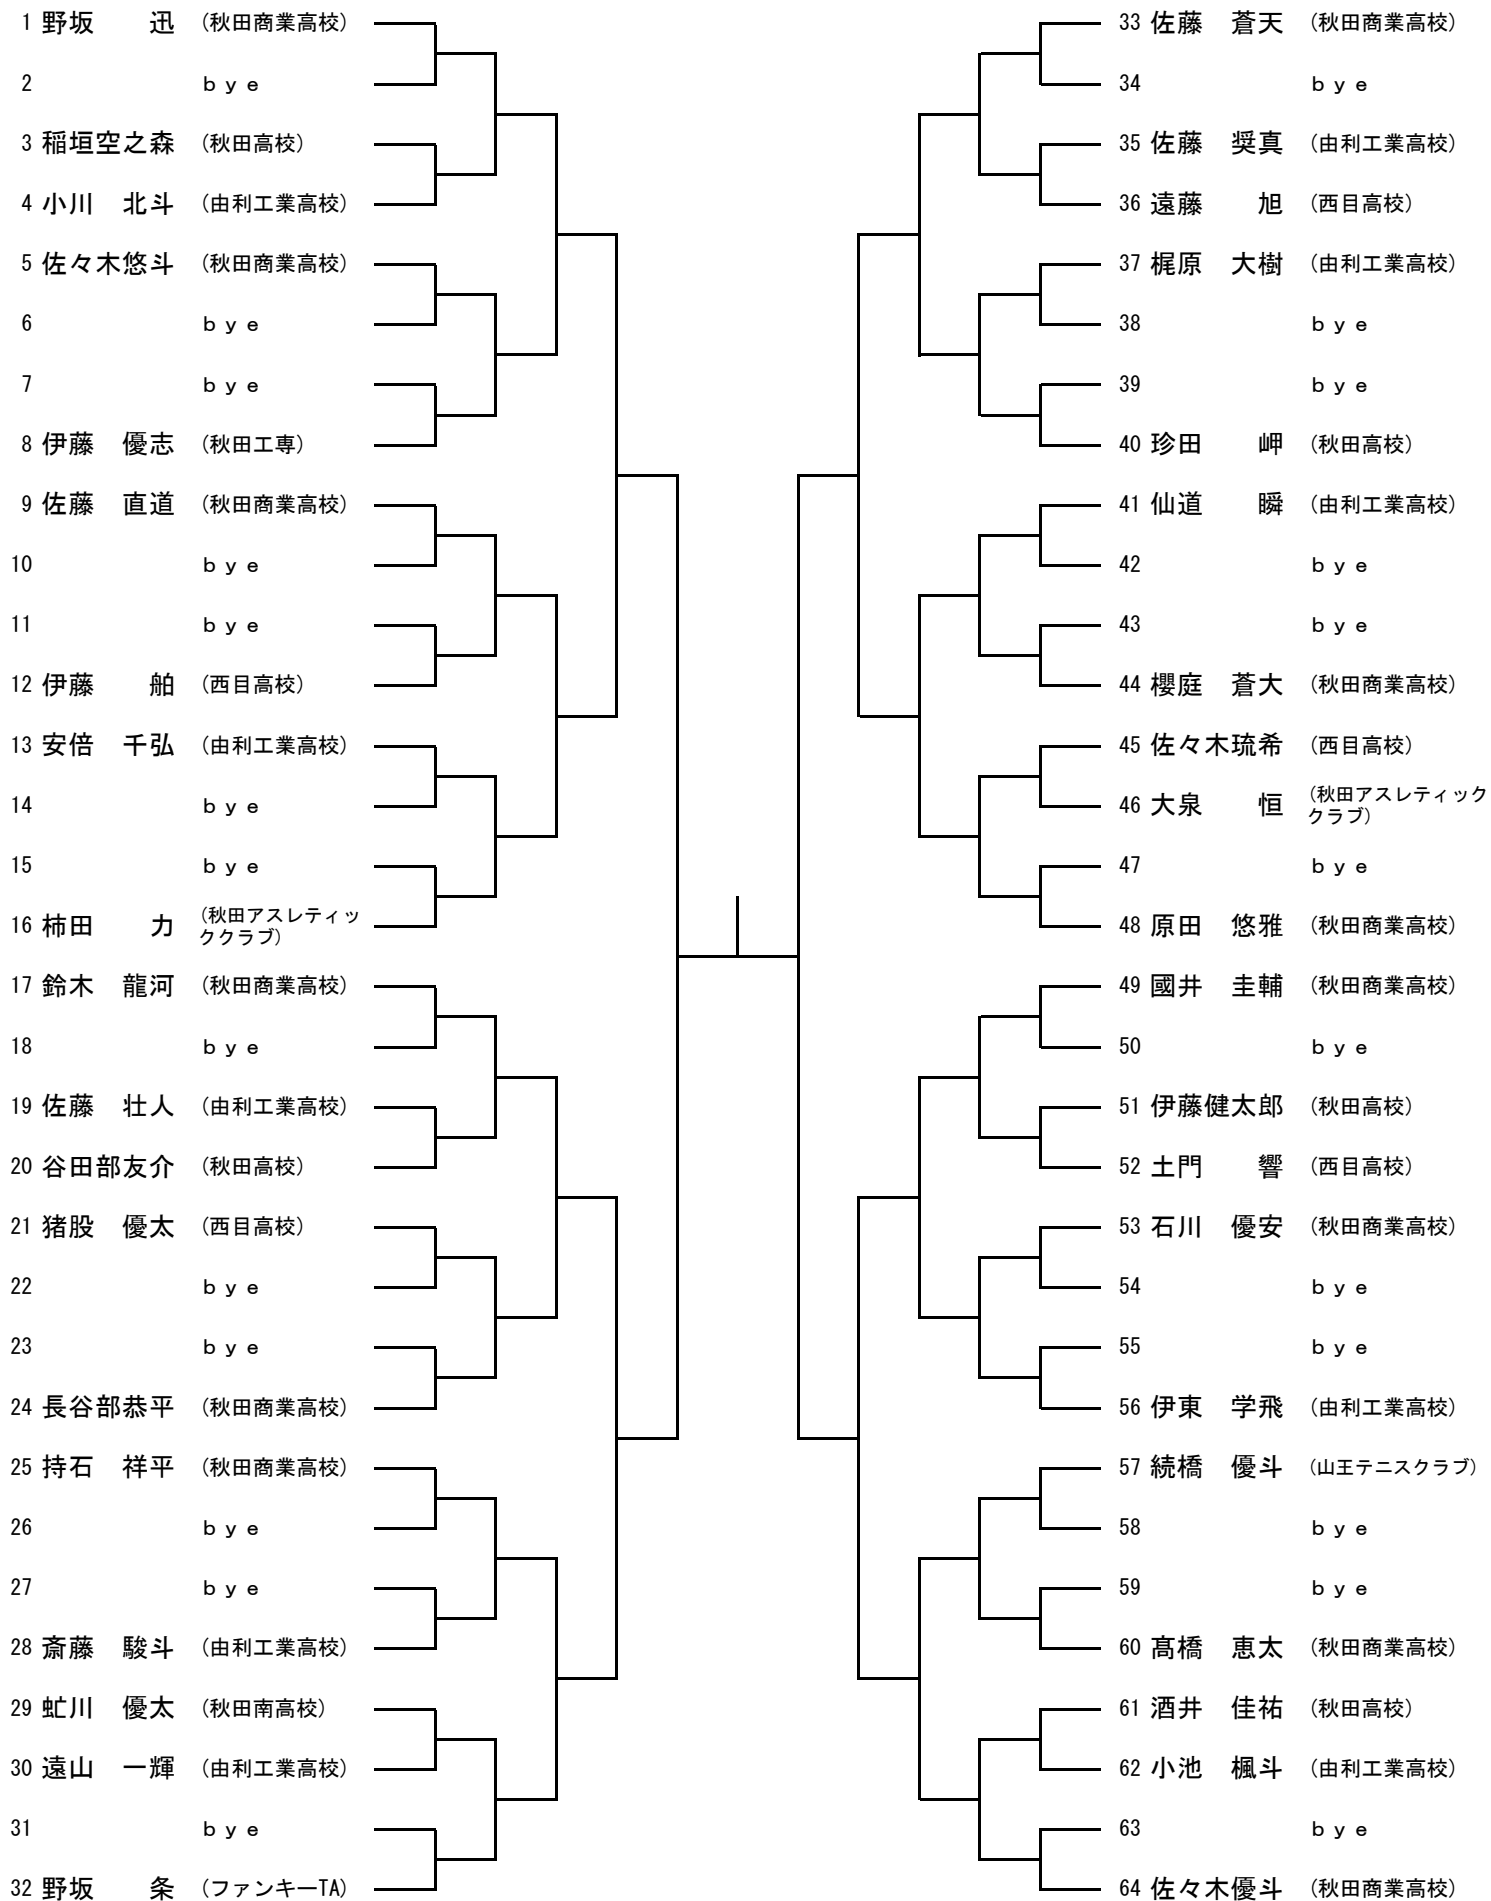 1 野坂　　迅 （秋田商業高校）
2 ｂｙｅ
3 稲垣空之森 （秋田高校）
4 小川　北斗 （由利工業高校）
5 佐々木悠斗 （秋田商業高校）
6 ｂｙｅ
7 ｂｙｅ
8 伊藤　優志 （秋田工専）
9 佐藤　直道 （秋田商業高校）
10 ｂｙｅ
11 ｂｙｅ
12 伊藤　　舶 （西目高校）
13 安倍　千弘 （由利工業高校）
14 ｂｙｅ
15 ｂｙｅ
16 柿田　　力 （秋田アスレティッ
ククラブ）
17 鈴木　龍河 （秋田商業高校）
18 ｂｙｅ
19 佐藤　壮人 （由利工業高校）
20 谷田部友介 （秋田高校）
21 猪股　優太 （西目高校）
22 ｂｙｅ
23 ｂｙｅ
24 長谷部恭平 （秋田商業高校）
25 持石　祥平 （秋田商業高校）
26 ｂｙｅ
27 ｂｙｅ
28 斎藤　駿斗 （由利工業高校）
29 虻川　優太 （秋田南高校）
30 遠山　一輝 （由利工業高校）
31 ｂｙｅ
32 野坂　　条 （ファンキーTA）
33 佐藤　蒼天 （秋田商業高校）
34 ｂｙｅ
35 佐藤　奨真 （由利工業高校）
36 遠藤　　旭 （西目高校）
37 梶原　大樹 （由利工業高校）
38 ｂｙｅ
39 ｂｙｅ
40 珍田　　岬 （秋田高校）
41 仙道　　瞬 （由利工業高校）
42 ｂｙｅ
43 ｂｙｅ
44 櫻庭　蒼大 （秋田商業高校）
45 佐々木琉希 （西目高校）
46 大泉　　恒 （秋田アスレティック
クラブ）
47 ｂｙｅ
48 原田　悠雅 （秋田商業高校）
49 國井　圭輔 （秋田商業高校）
50 ｂｙｅ
51 伊藤健太郎 （秋田高校）
52 土門　　響 （西目高校）
53 石川　優安 （秋田商業高校）
54 ｂｙｅ
55 ｂｙｅ
56 伊東　学飛 （由利工業高校）
57 続橋　優斗 （山王テニスクラブ）
58 ｂｙｅ
59 ｂｙｅ
60 髙橋　恵太 （秋田商業高校）
61 酒井　佳祐 （秋田高校）
62 小池　楓斗 （由利工業高校）
63 ｂｙｅ
64 佐々木優斗 （秋田商業高校）